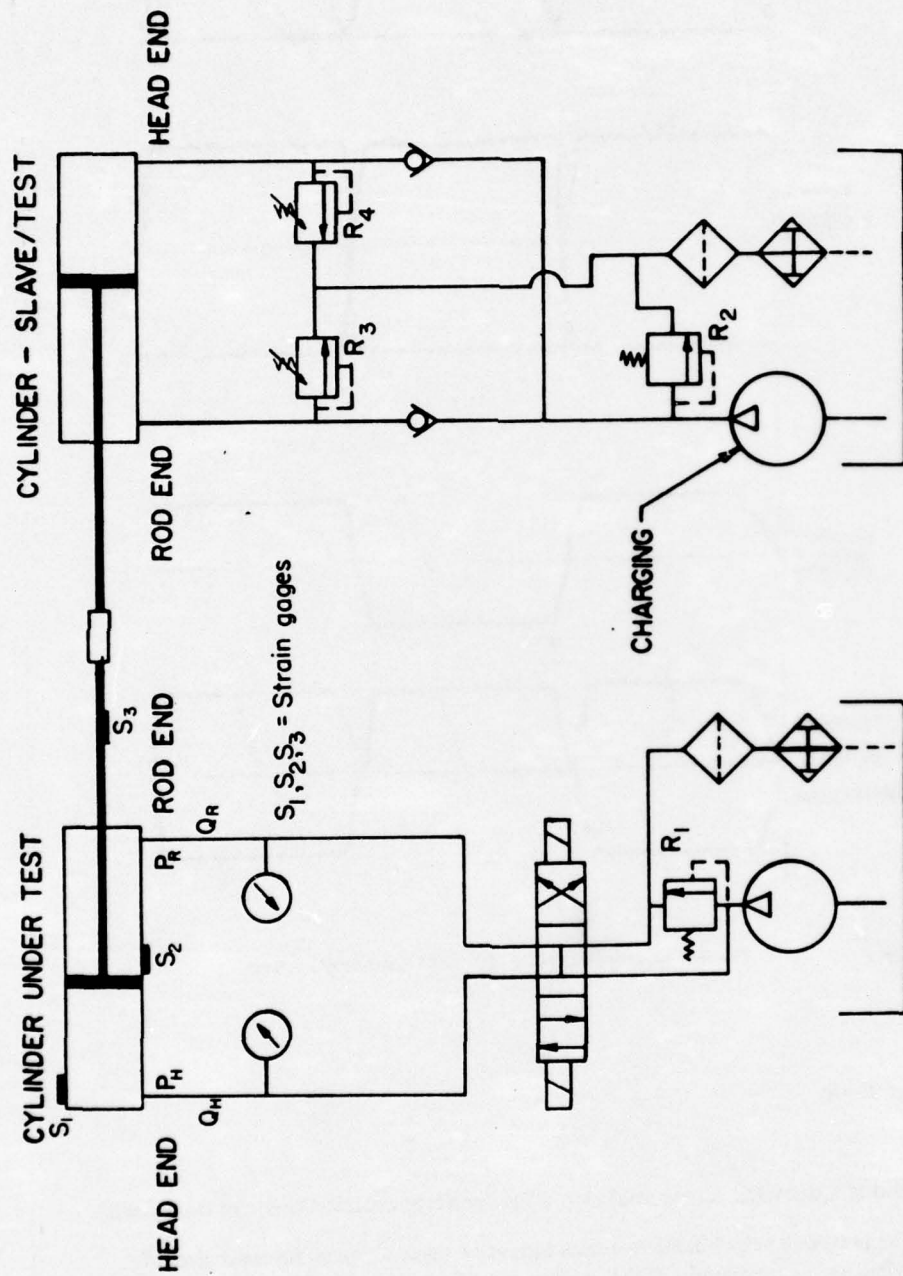 CYLINDER UNDER TEST
CYLINDER - SLAVE/TEST
S1
S2
S3
HEAD END
PH
PR
ROD END
ROD END
HEAD END
QH
QR
S1, S2, S3 = Strain gages
R3
R4
R1
R2
CHARGING